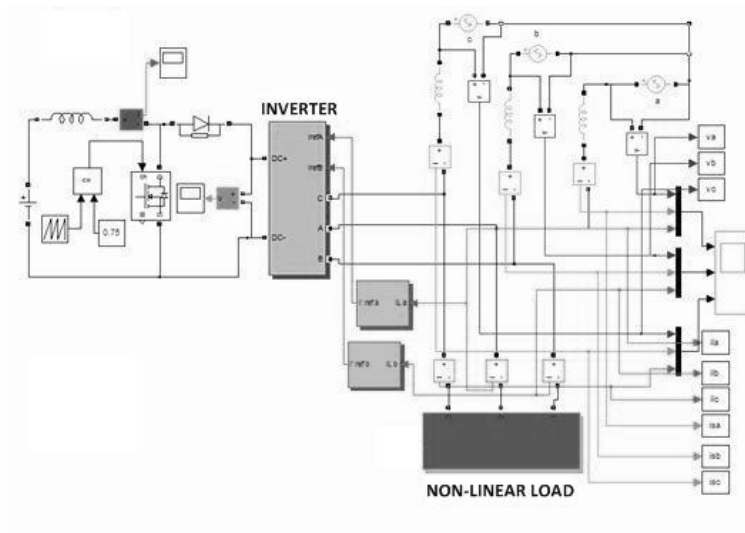 c
b
a
INVERTER
DC+
DC-
C
A
B
0.75
va
vb
vc
ila
ilb
ilc
isa
isb
isc
NON-LINEAR LOAD